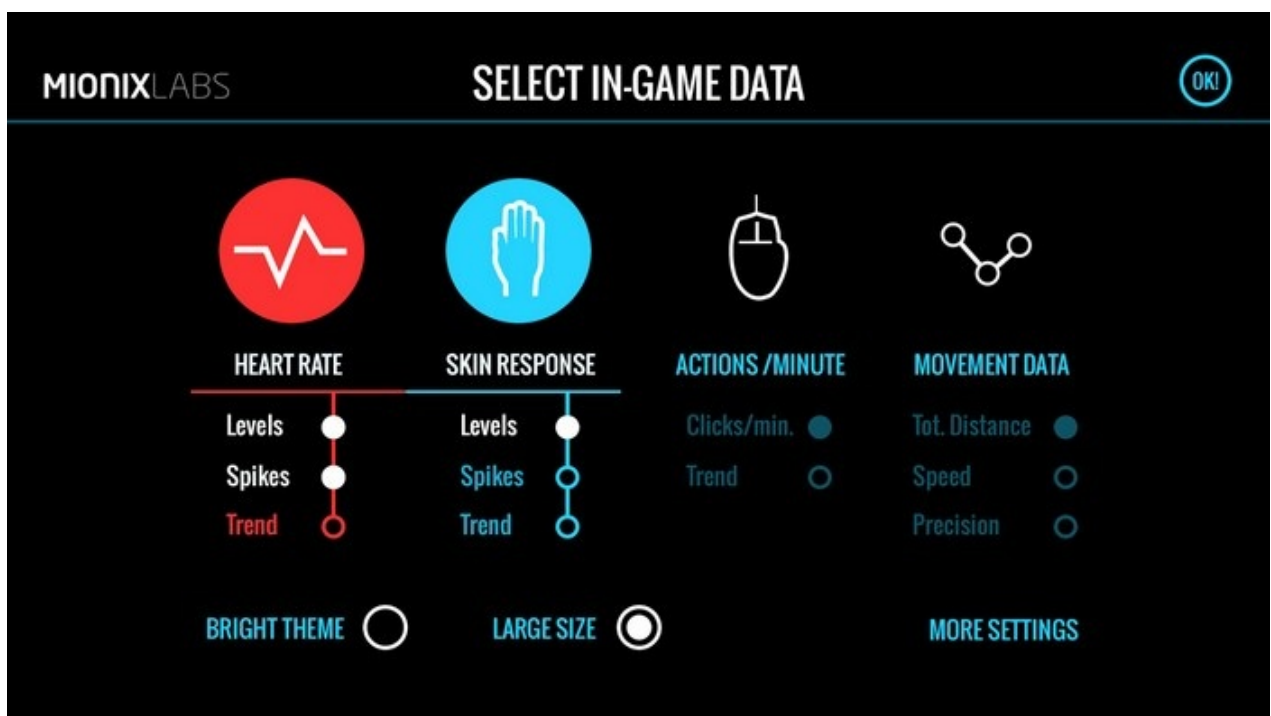 MIONIXLABS
SELECT IN-GAME DATA
OK!
HEART RATE
Levels
Spikes
Trend
SKIN RESPONSE
Levels
Spikes
Trend
ACTIONS /MINUTE
Clicks/min.
Trend
MOVEMENT DATA
Tot. Distance
Speed
Precision
BRIGHT THEME
LARGE SIZE
MORE SETTINGS